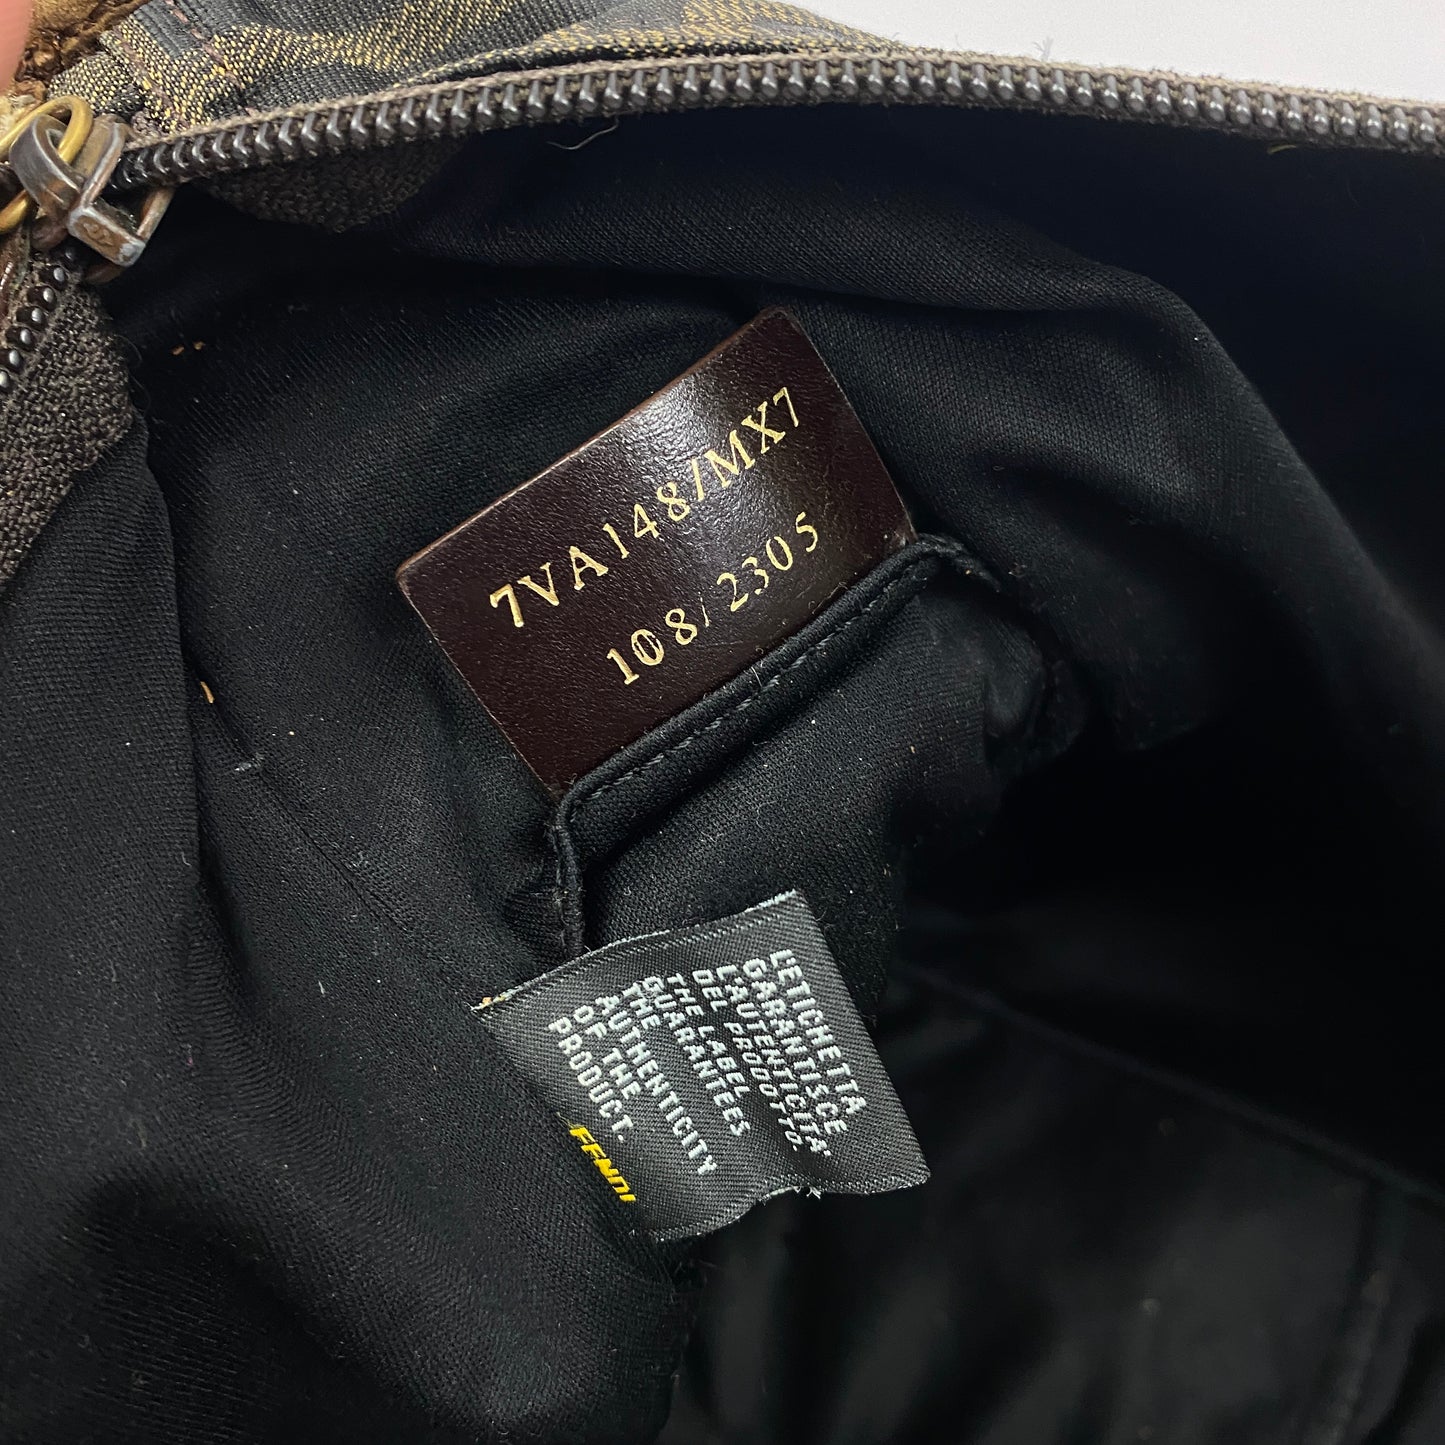 7VA148/MX7
108/2305
L'ETICHETTA
GARANTISCE
L'AUTENTICITA'
DEL PRODOTTO.
THE LABEL
GUARANTEES
THE
AUTHENTICITY
OF THE
PRODUCT.
FENDI